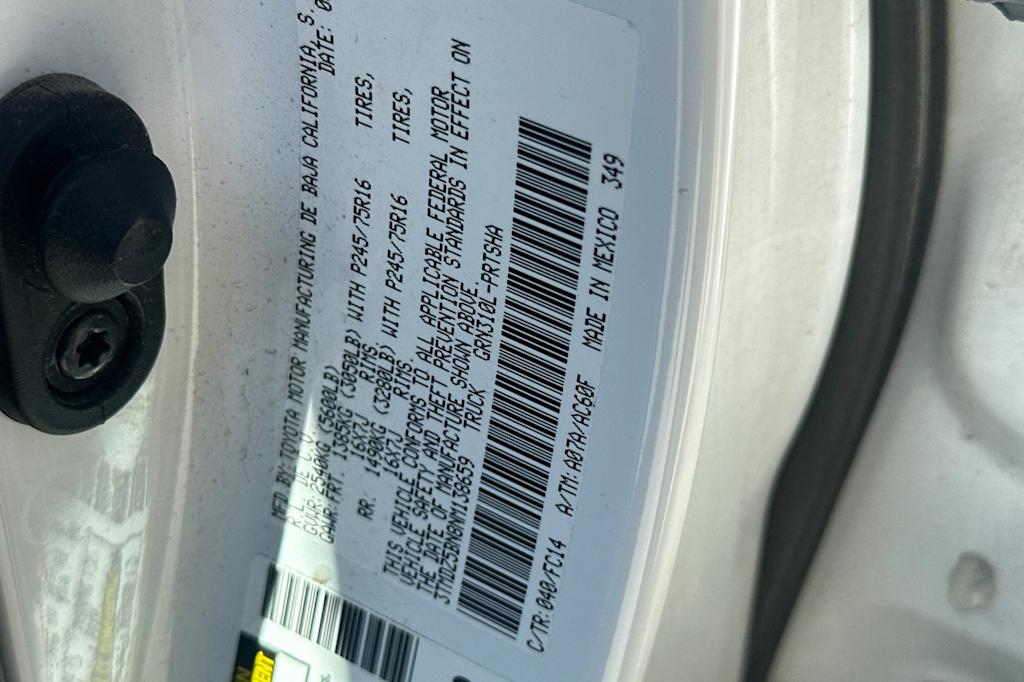 MFD.BY:TOYOTA MOTOR MANUFACTURING DE BAJA CALIFORNIA, S.
DATE: 0
GVWR:2540KG (5600LB)
GAWR:FRT. 1385KG (3050LB) WITH P245/75R16 TIRES,
16X7J RIMS
RR. 1490KG (3280LB) WITH P245/75R16 TIRES,
16X7J RIMS
THIS VEHICLE CONFORMS TO ALL APPLICABLE FEDERAL MOTOR
VEHICLE SAFETY AND THEFT PREVENTION STANDARDS IN EFFECT ON
THE DATE OF MANUFACTURE SHOWN ABOVE.
3TMDZ5BN8NM138659 TRUCK GRN310L-PRTSHA
C/TR:040/FC14 A/TM:A07A/AC60F MADE IN MEXICO 349